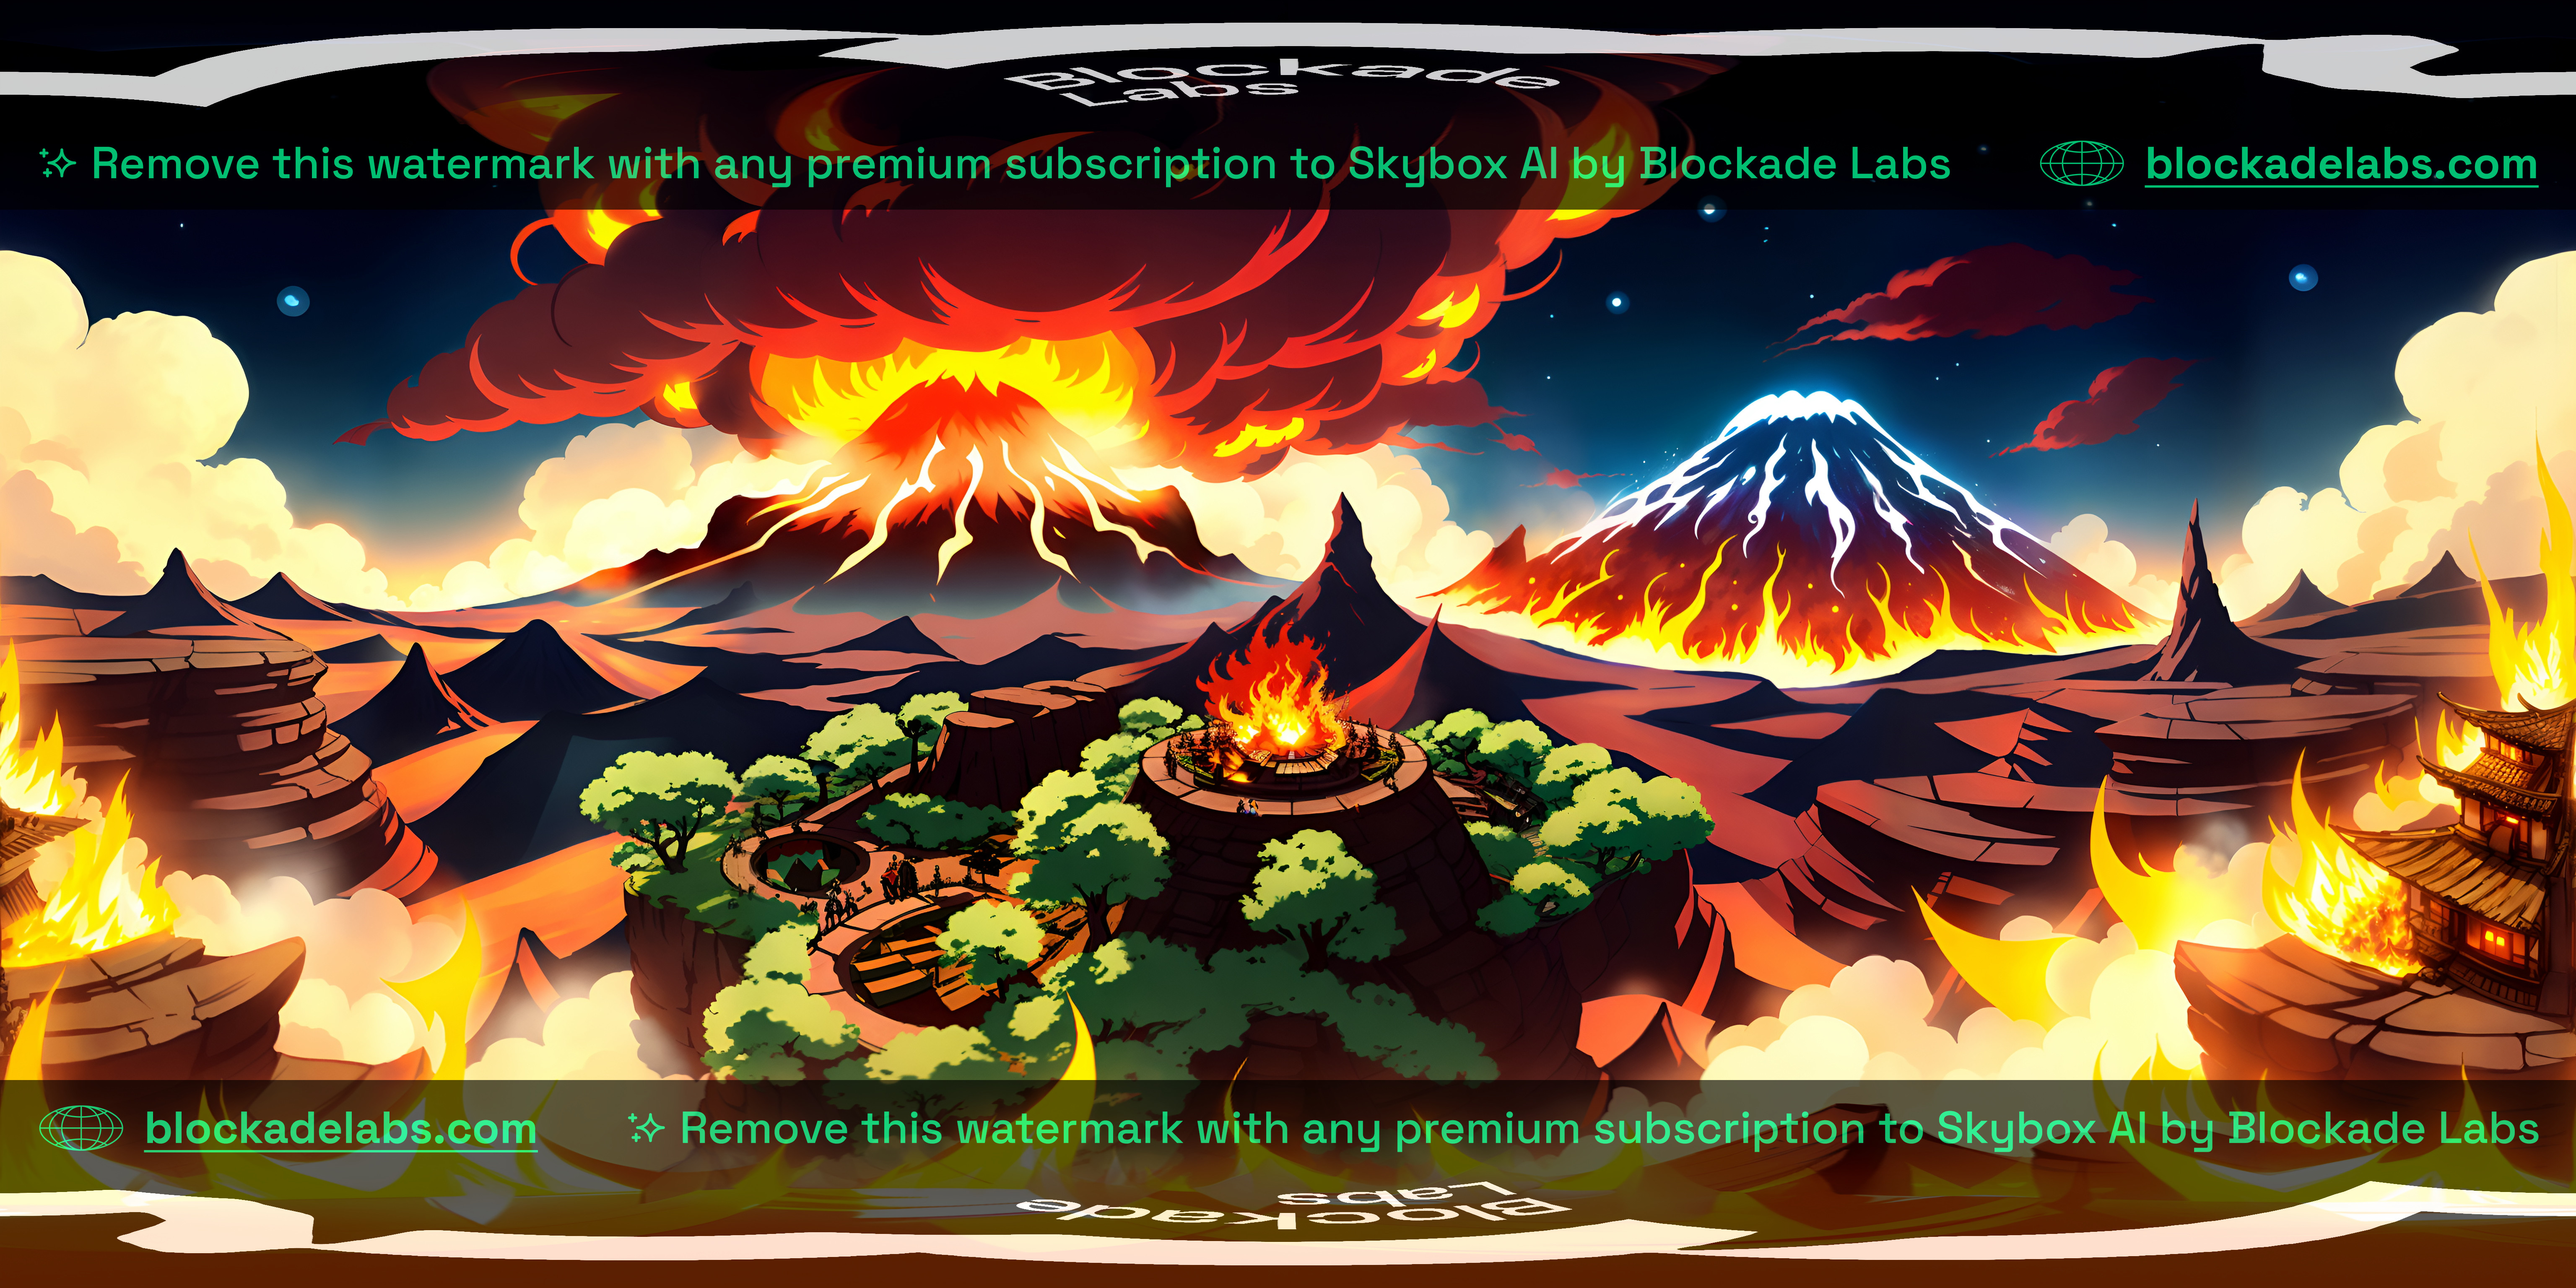 Blockade
Labs
Remove this watermark with any premium subscription to Skybox AI by Blockade Labs
blockadelabs.com
blockadelabs.com
Remove this watermark with any premium subscription to Skybox AI by Blockade Labs
Blockade
Labs